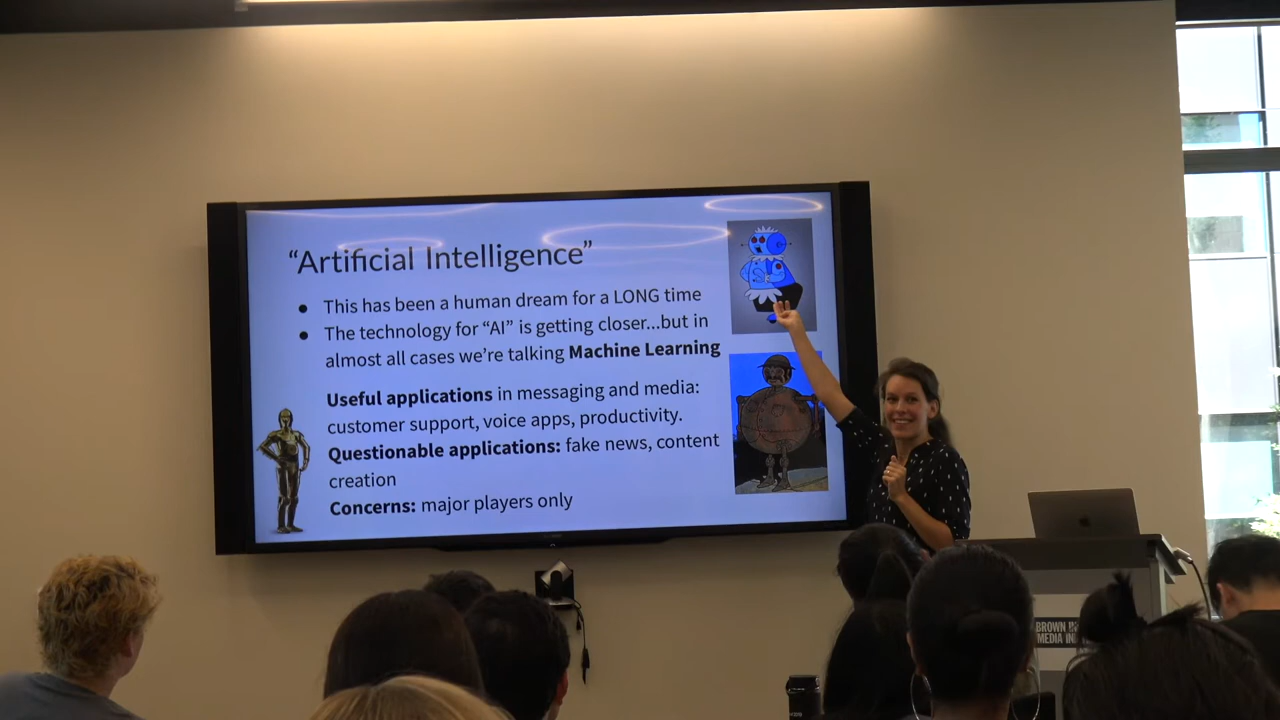 “Artificial Intelligence”
● This has been a human dream for a LONG time
● The technology for “AI” is getting closer...but in
almost all cases we’re talking Machine Learning
Useful applications in messaging and media:
customer support, voice apps, productivity.
Questionable applications: fake news, content
creation
Concerns: major players only
BROWN
MEDIA